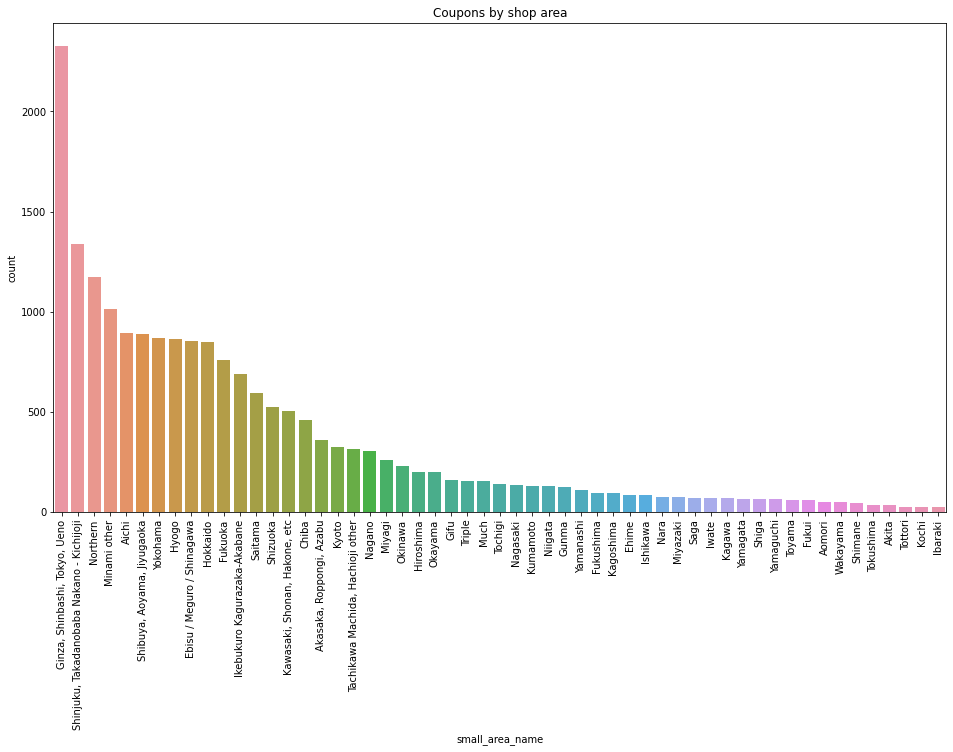 Coupons by shop area
count
2000
1500
1000
500
0
Ginza, Shinbashi, Tokyo, Ueno
Shinjuku, Takadanobaba Nakano - Kichijoji
Northern
Minami other
Aichi
Shibuya, Aoyama, Jiyugaoka
Yokohama
Hyogo
Ebisu / Meguro / Shinagawa
Hokkaido
Fukuoka
Ikebukuro Kagurazaka-Akabane
Saitama
Shizuoka
Kawasaki, Shonan, Hakone, etc
Chiba
Akasaka, Roppongi, Azabu
Kyoto
Tachikawa Machida, Hachioji other
Nagano
Miyagi
Okinawa
Hiroshima
Okayama
Gifu
Triple
Much
Tochigi
Nagasaki
Kumamoto
Niigata
Gunma
Yamanashi
Fukushima
Kagoshima
Ehime
Ishikawa
Nara
Miyazaki
Saga
Iwate
Kagawa
Yamagata
Shiga
Yamaguchi
Toyama
Fukui
Aomori
Wakayama
Shimane
Tokushima
Akita
Tottori
Kochi
Ibaraki
small_area_name